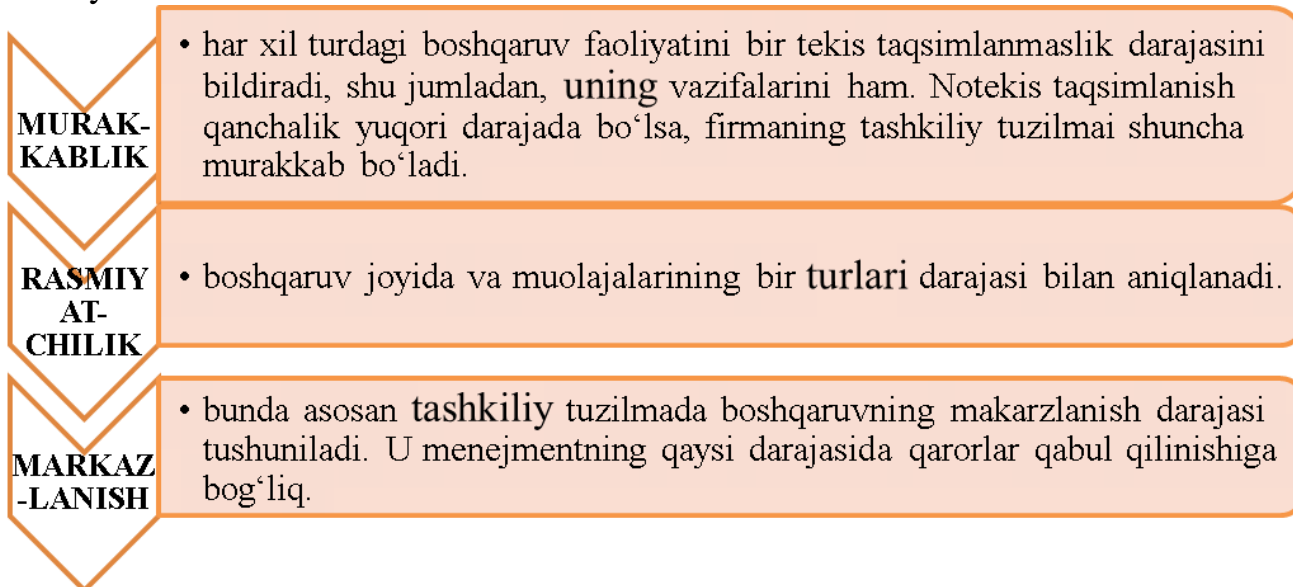 MURAK-
KABLIK
• har xil turdagi boshqaruv faoliyatini bir tekis taqsimlanmaslik darajasini
bildiradi, shu jumladan, uning vazifalarini ham. Notekis taqsimlanish
qanchalik yuqori darajada bo‘lsa, firmaning tashkiliy tuzilmai shuncha
murakkab bo‘ladi.
RASMIY
AT-
CHILIK
• boshqaruv joyida va muolajalarining bir turlari darajasi bilan aniqlanadi.
MARKAZ
-LANISH
• bunda asosan tashkiliy tuzilmada boshqaruvning makarzlanish darajasi
tushuniladi. U menejmentning qaysi darajasida qarorlar qabul qilinishiga
bog‘liq.